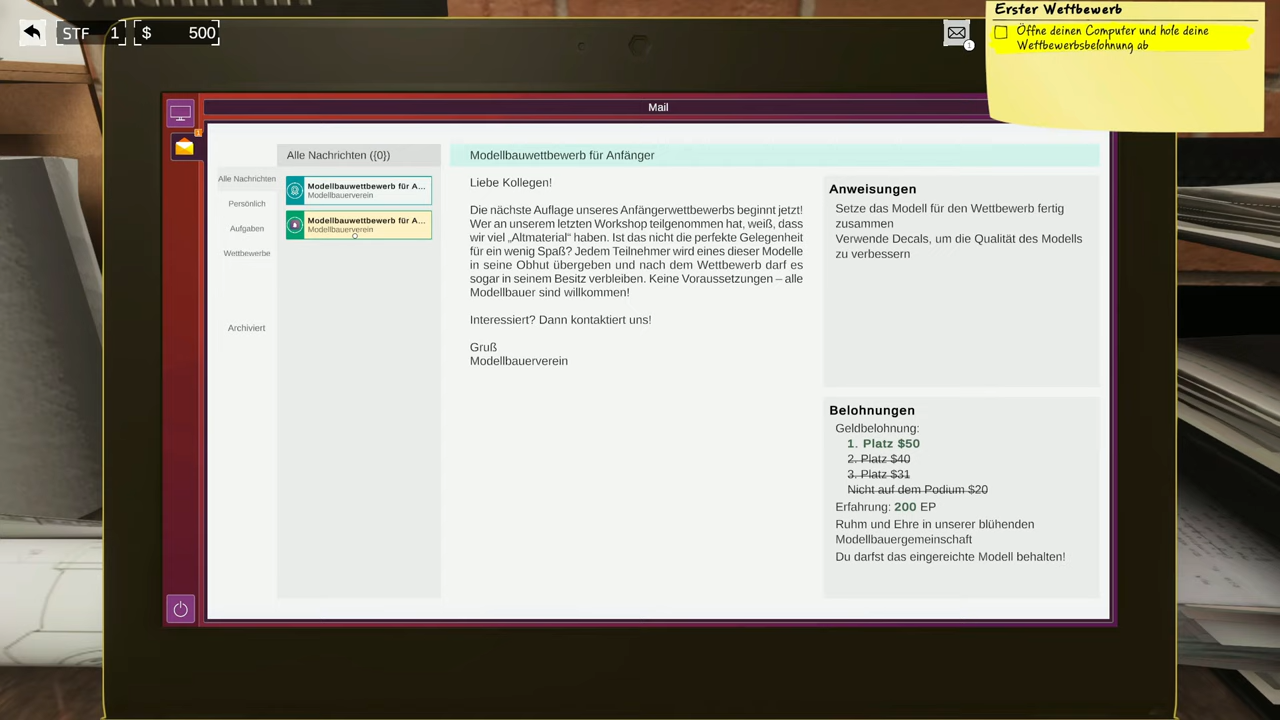 STF 1
$ 500
1
Erster Wettbewerb
Öffne deinen Computer und hole deine
Wettbewerbsbelohnung ab
Mail
1
Alle Nachrichten
Persönlich
Aufgaben
Wettbewerbe
Archiviert
Alle Nachrichten ({0})
Modellbauwettbewerb für A...
Modellbauerverein
Modellbauwettbewerb für A...
Modellbauerverein
Modellbauwettbewerb für Anfänger
Liebe Kollegen!
Die nächste Auflage unseres Anfängerwettbewerbs beginnt jetzt!
Wer an unserem letzten Workshop teilgenommen hat, weiß, dass
wir viel „Altmaterial“ haben. Ist das nicht die perfekte Gelegenheit
für ein wenig Spaß? Jedem Teilnehmer wird eines dieser Modelle
in seine Obhut übergeben und nach dem Wettbewerb darf es
sogar in seinem Besitz verbleiben. Keine Voraussetzungen – alle
Modellbauer sind willkommen!
Interessiert? Dann kontaktiert uns!
Gruß
Modellbauerverein
Anweisungen
Setze das Modell für den Wettbewerb fertig
zusammen
Verwende Decals, um die Qualität des Modells
zu verbessern
Belohnungen
Geldbelohnung:
1. Platz $50
2. Platz $40
3. Platz $31
Nicht auf dem Podium $20
Erfahrung: 200 EP
Ruhm und Ehre in unserer blühenden
Modellbauergemeinschaft
Du darfst das eingereichte Modell behalten!